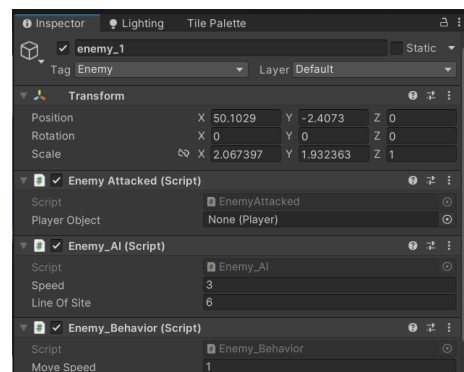 Inspector Lighting Tile Palette
enemy_1 Static
Tag Enemy Layer Default
Transform
Position X 50.1029 Y -2.4073 Z 0
Rotation X 0 Y 0 Z 0
Scale X 2.067397 Y 1.932363 Z 1
# Enemy Attacked (Script)
Script # EnemyAttacked
Player Object None (Player)
# Enemy_AI (Script)
Script # Enemy_AI
Speed 3
Line Of Site 6
# Enemy_Behavior (Script)
Script # Enemy_Behavior
Move Speed 1